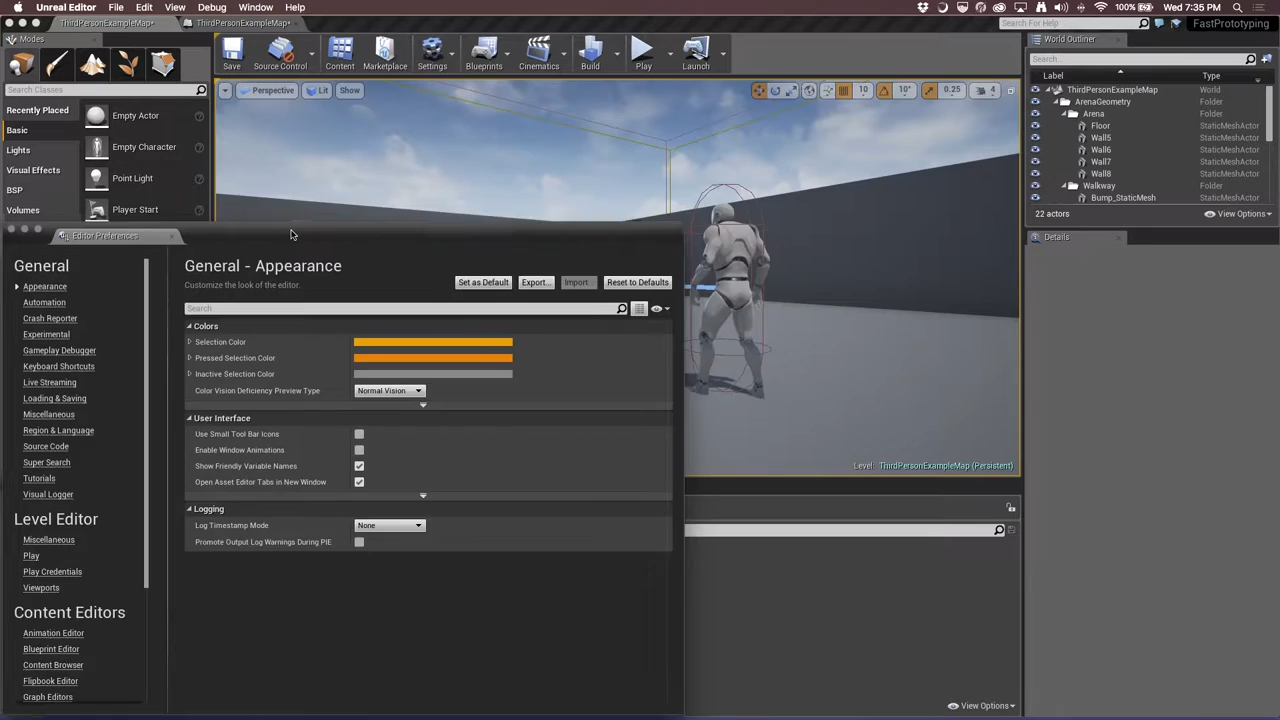 Unreal Editor File Edit View Debug Window Help 100% Wed 7:35 PM
ThirdPersonExampleMap*
ThirdPersonExampleMap*
Search For Help
FastPrototyping
Modes
Search Classes
Recently Placed
Basic
Lights
Visual Effects
BSP
Volumes
Empty Actor
Empty Character
Point Light
Player Start
Save
Source Control
Content
Marketplace
Settings
Blueprints
Cinematics
Build
Play
Launch
Perspective
Lit
Show
10
10°
0.25
4
Level: ThirdPersonExampleMap (Persistent)
World Outliner
Search...
Label Type
ThirdPersonExampleMap World
ArenaGeometry Folder
Arena Folder
Floor StaticMeshActor
Wall5 StaticMeshActor
Wall6 StaticMeshActor
Wall7 StaticMeshActor
Wall8 StaticMeshActor
Walkway Folder
Bump_StaticMesh StaticMeshActor
22 actors
View Options
Details
Editor Preferences
General
Appearance
Automation
Crash Reporter
Experimental
Gameplay Debugger
Keyboard Shortcuts
Live Streaming
Loading & Saving
Miscellaneous
Region & Language
Source Code
Super Search
Tutorials
Visual Logger
Level Editor
Miscellaneous
Play
Play Credentials
Viewports
Content Editors
Animation Editor
Blueprint Editor
Content Browser
Flipbook Editor
Graph Editors
General - Appearance
Customize the look of the editor.
Set as Default
Export...
Import...
Reset to Defaults
Search
Colors
Selection Color
Pressed Selection Color
Inactive Selection Color
Color Vision Deficiency Preview Type Normal Vision
User Interface
Use Small Tool Bar Icons
Enable Window Animations
Show Friendly Variable Names
Open Asset Editor Tabs in New Window
Logging
Log Timestamp Mode None
Promote Output Log Warnings During PIE
View Options